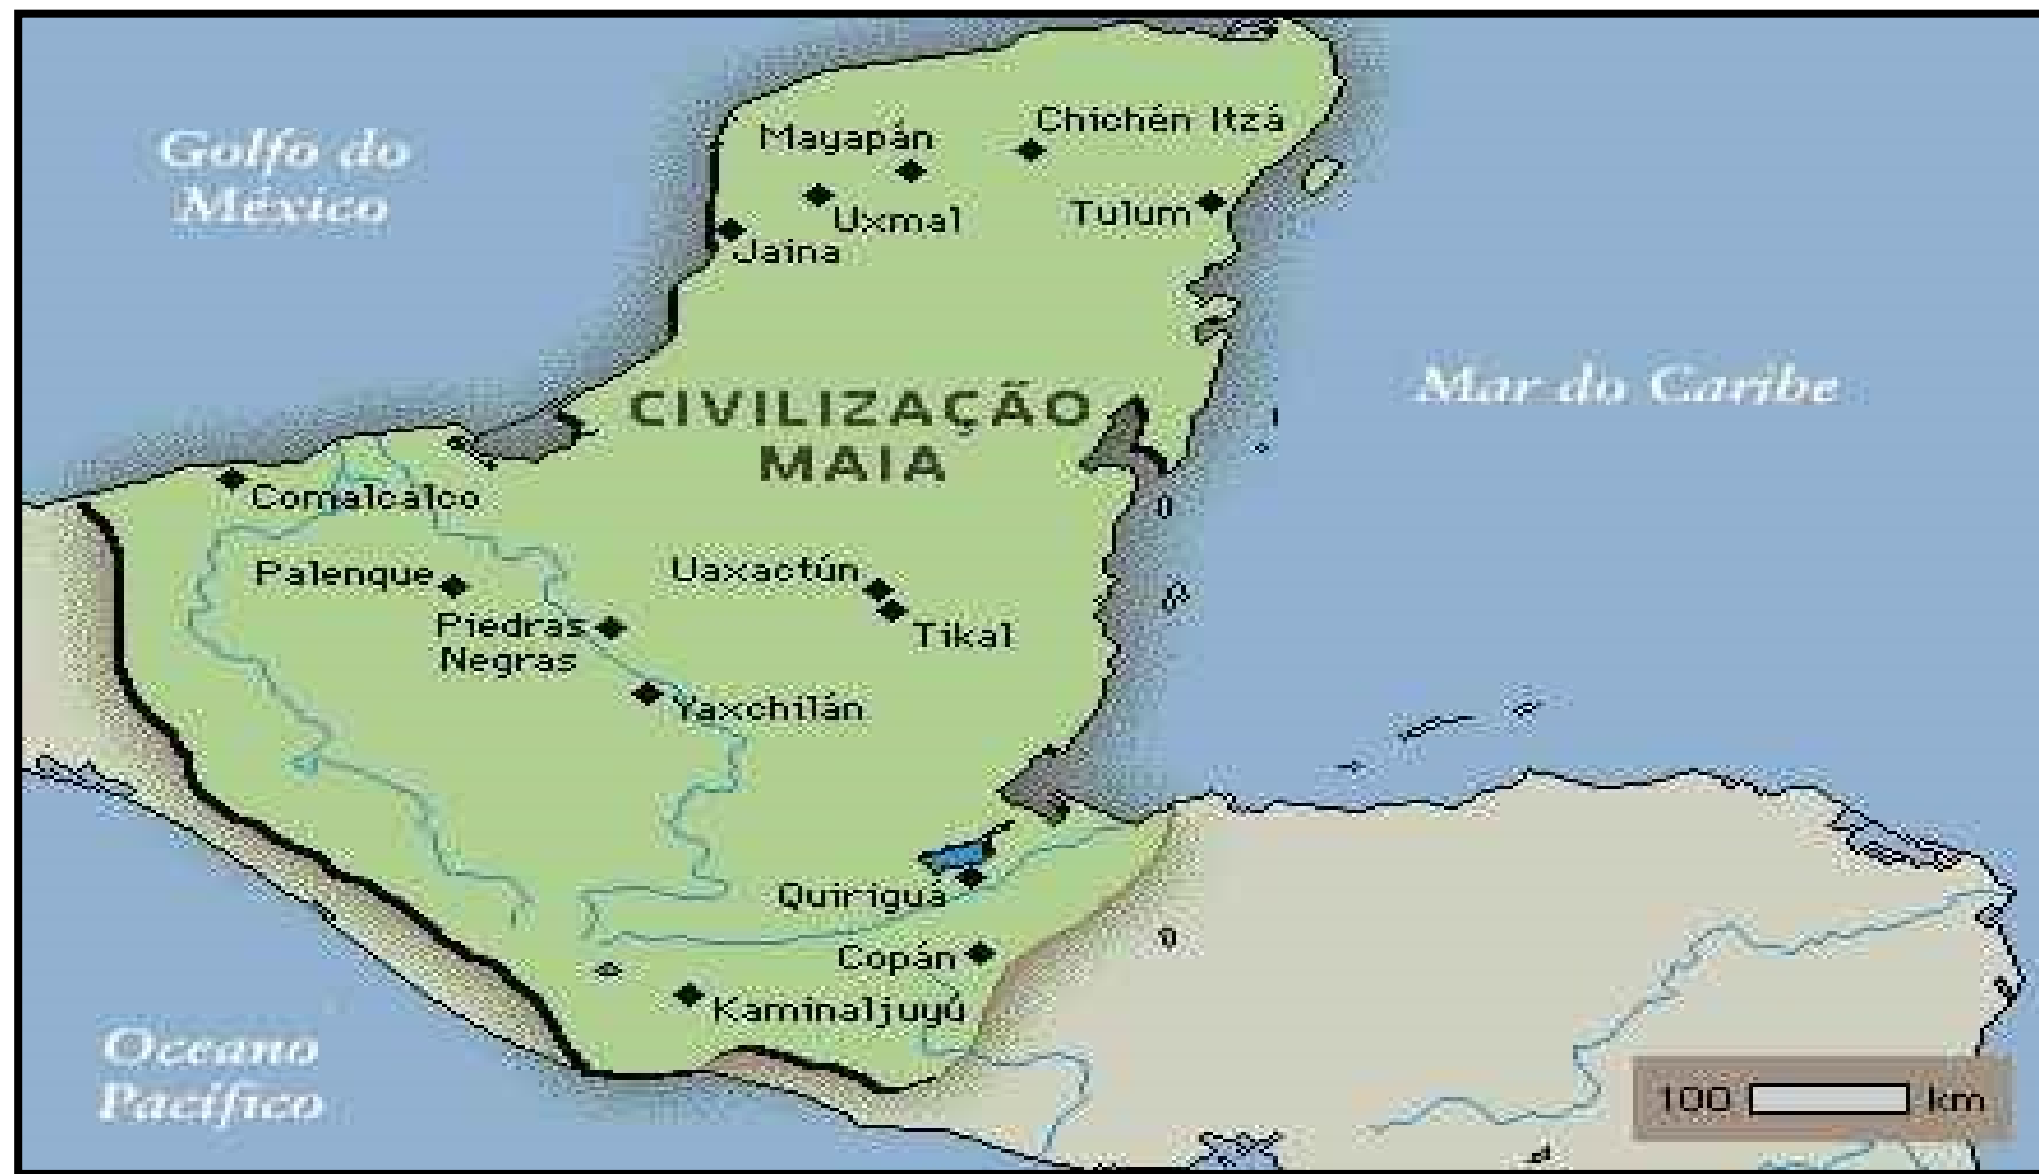 Golfo do
México
Mayapán
Chichén Itzá
Uxmal
Tulum
Jaina
Mar do Caribe
CIVILIZAÇÃO
MAIA
Comalcalco
Palenque
Uaxactún
Piedras
Negras
Tikal
Yaxchilán
Quiriguá
Copán
Kaminaljuyú
Oceano
Pacífico
100 km